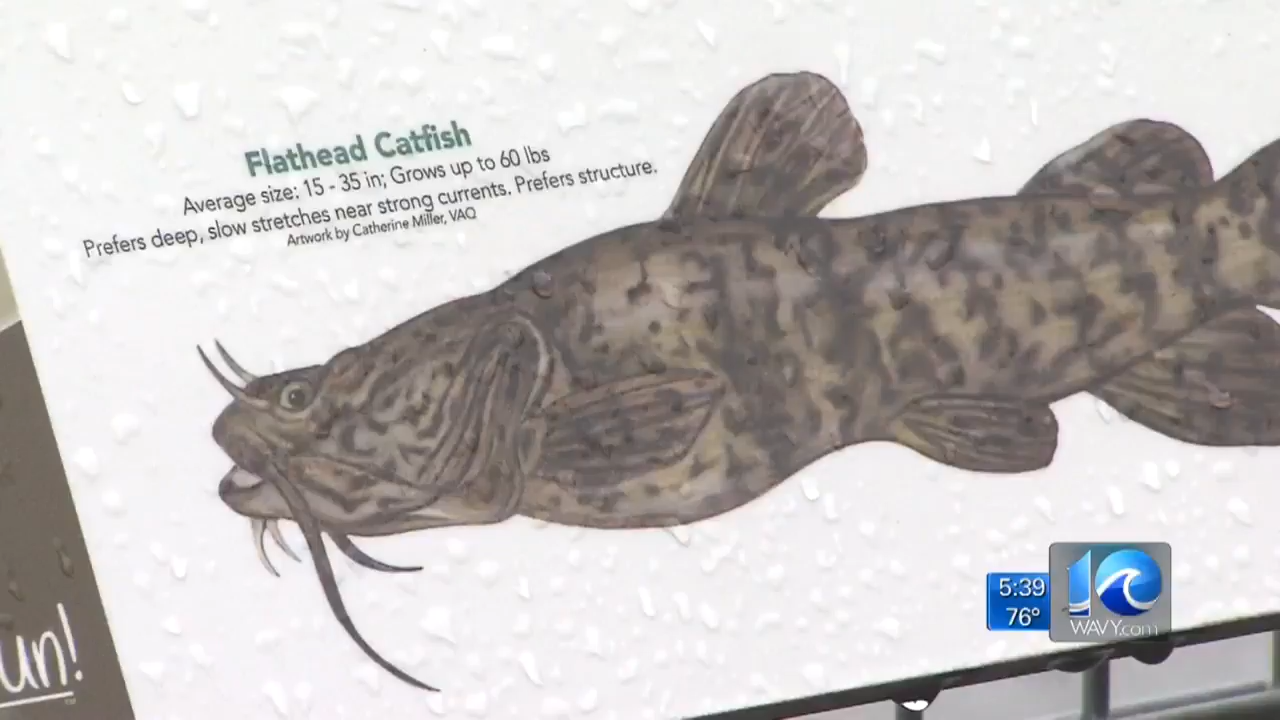 Flathead Catfish
Average size: 15 - 35 in; Grows up to 60 lbs
Prefers deep, slow stretches near strong currents. Prefers structure.
Artwork by Catherine Miller, VAQ
un!
5:39
76°
10
WAVY.com